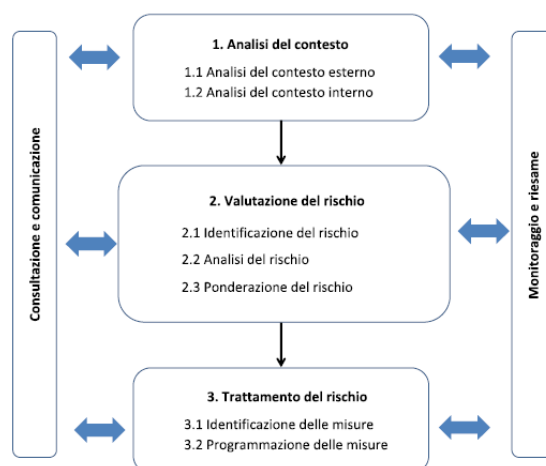 Consultazione e comunicazione
1. Analisi del contesto
1.1 Analisi del contesto esterno
1.2 Analisi del contesto interno
2. Valutazione del rischio
2.1 Identificazione del rischio
2.2 Analisi del rischio
2.3 Ponderazione del rischio
3. Trattamento del rischio
3.1 Identificazione delle misure
3.2 Programmazione delle misure
Monitoraggio e riesame